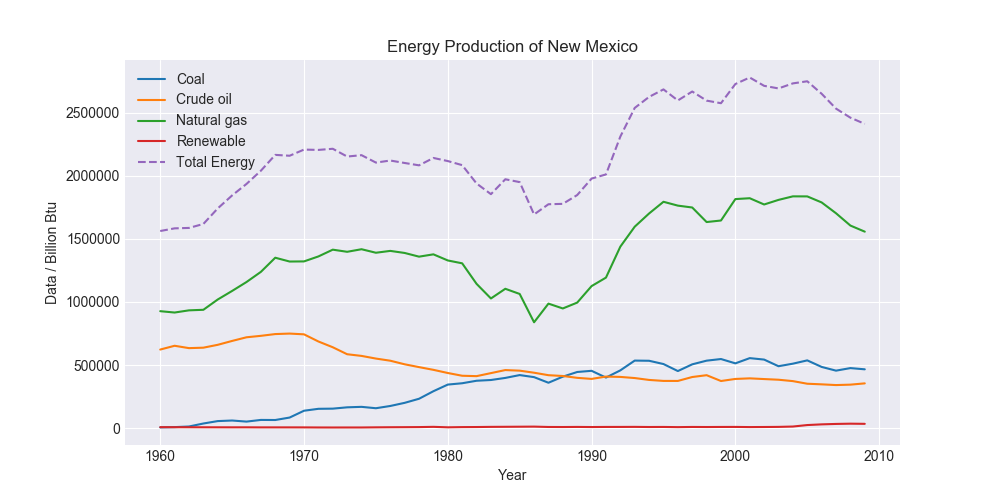 Energy Production of New Mexico
Coal
Crude oil
Natural gas
Renewable
Total Energy
2500000
2000000
1500000
1000000
500000
0
Data / Billion Btu
1960 1970 1980 1990 2000 2010
Year